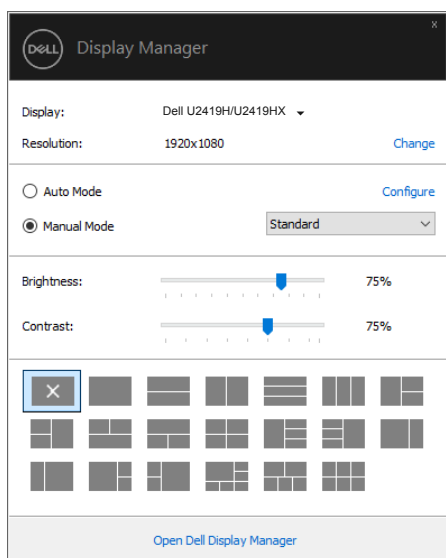 x
DELL Display Manager
Display: Dell U2419H/U2419HX
Resolution: 1920x1080 Change
Auto Mode Configure
Manual Mode Standard
Brightness: 75%
Contrast: 75%
Open Dell Display Manager